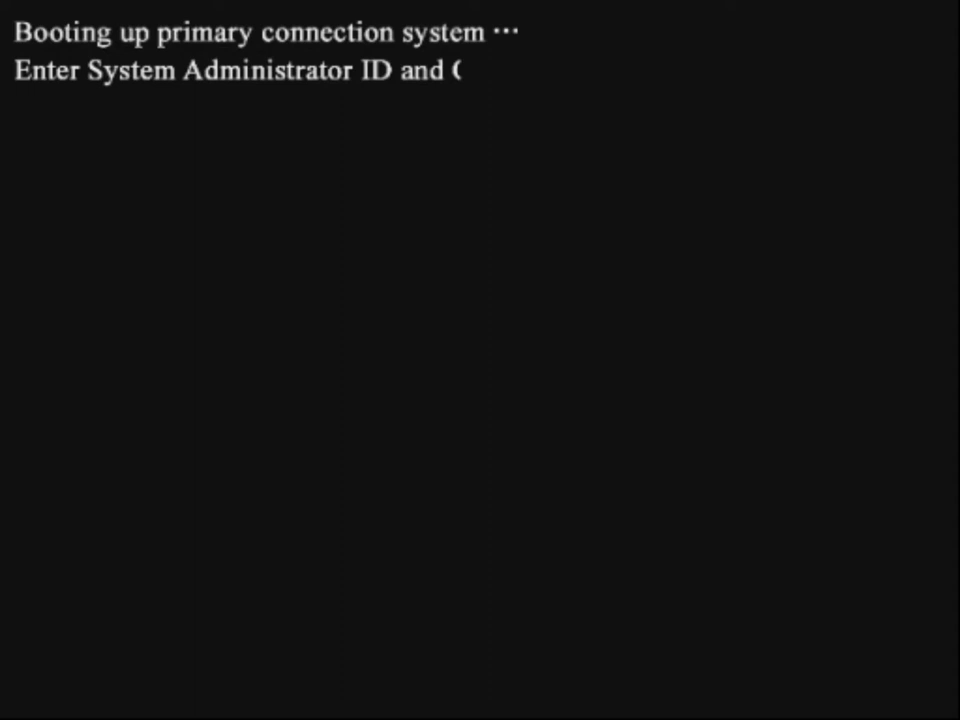 Booting up primary connection system …
Enter System Administrator ID and